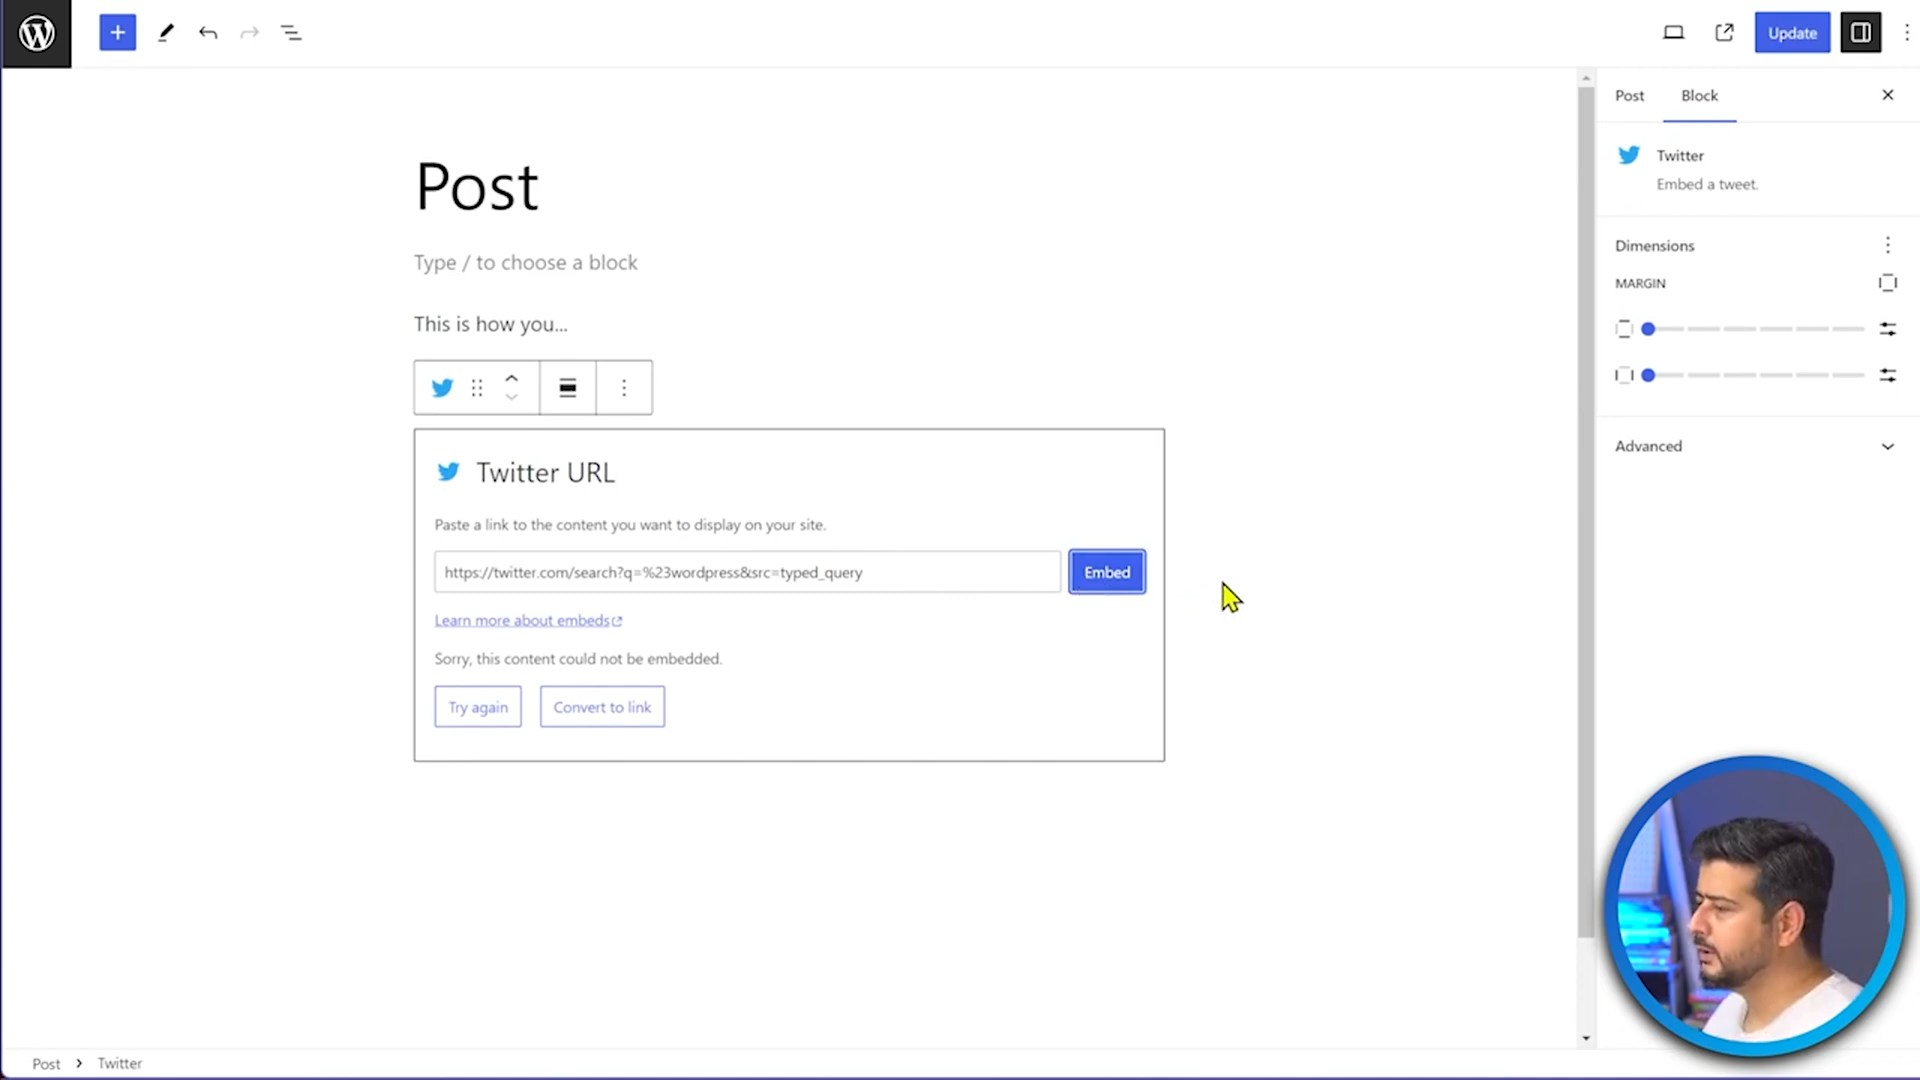 Update
Post
Block
Twitter
Embed a tweet.
Dimensions
MARGIN
Advanced
Post
Type / to choose a block
This is how you...
Twitter URL
Paste a link to the content you want to display on your site.
https://twitter.com/search?q=%23wordpress&src=typed_query
Embed
Learn more about embeds
Sorry, this content could not be embedded.
Try again
Convert to link
Post > Twitter